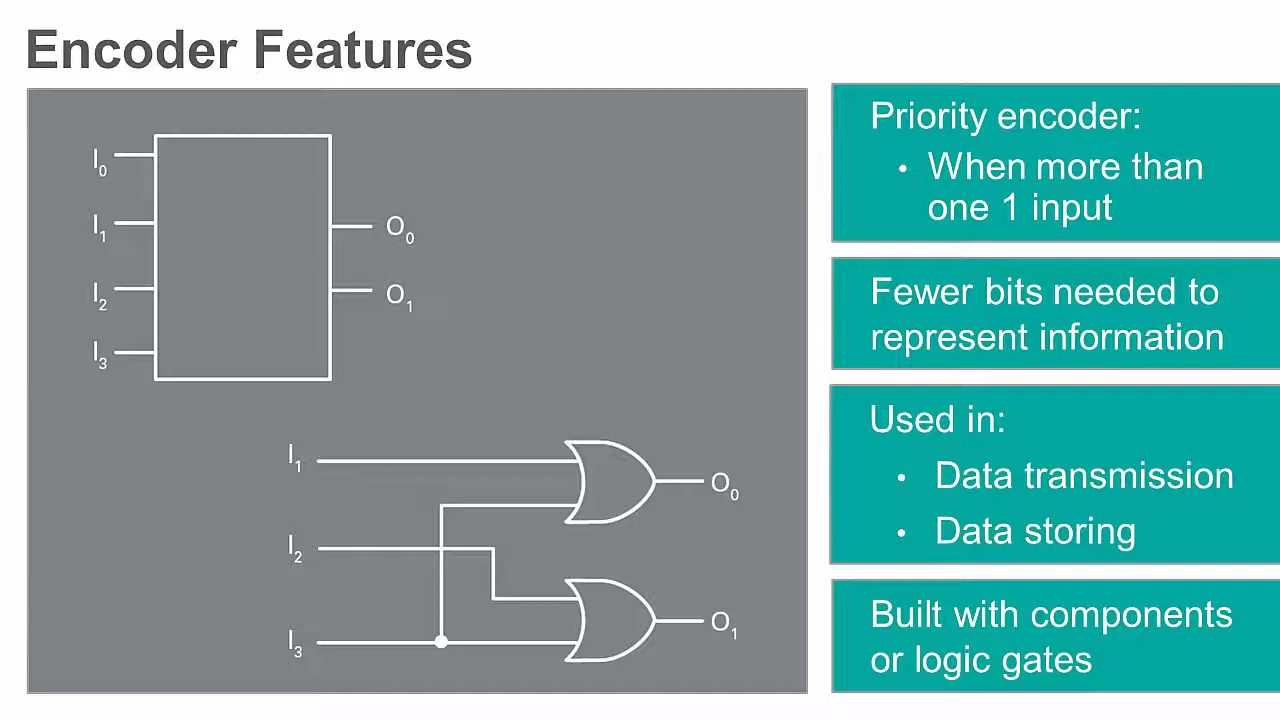 Encoder Features
I0
I1
I2
I3
O0
O1
I1
I2
I3
O0
O1
Priority encoder:
• When more than
one 1 input
Fewer bits needed to
represent information
Used in:
• Data transmission
• Data storing
Built with components
or logic gates